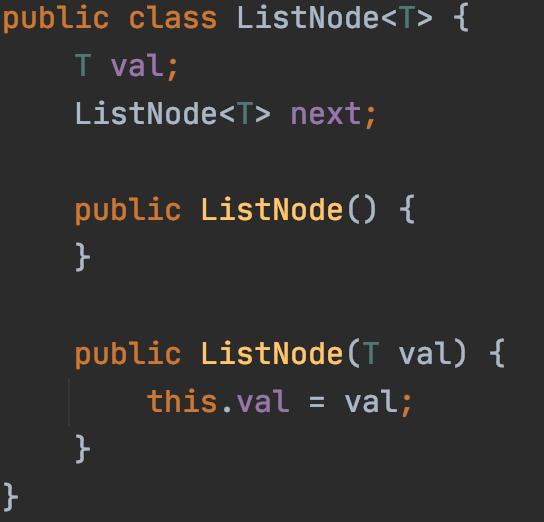 public class ListNode<T> {
    T val;
    ListNode<T> next;

    public ListNode() {
    }

    public ListNode(T val) {
        this.val = val;
    }
}